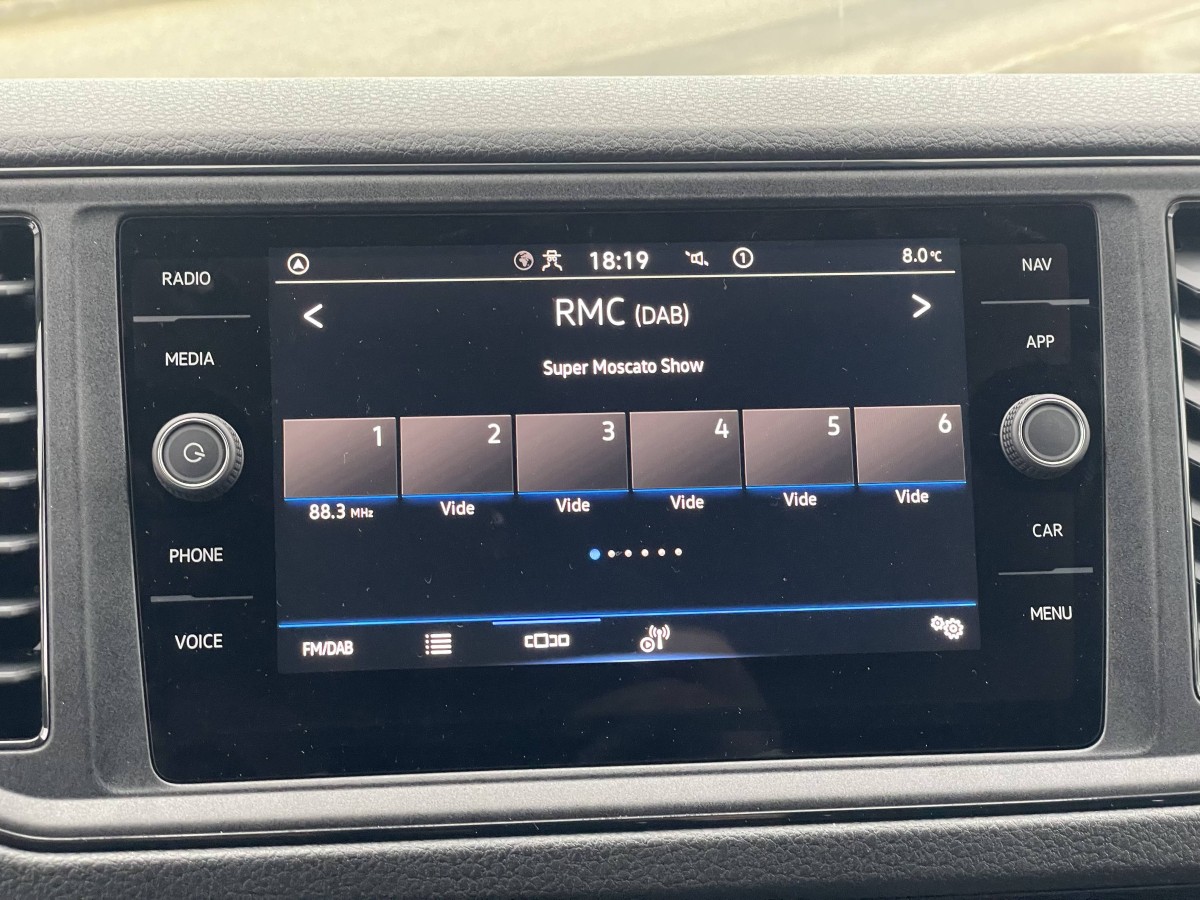 RADIO
MEDIA
PHONE
VOICE
18:19
1
8.0°C
RMC (DAB)
Super Moscato Show
1 2 3 4 5 6
88.3 MHz Vide Vide Vide Vide Vide
FM/DAB
NAV
APP
CAR
MENU